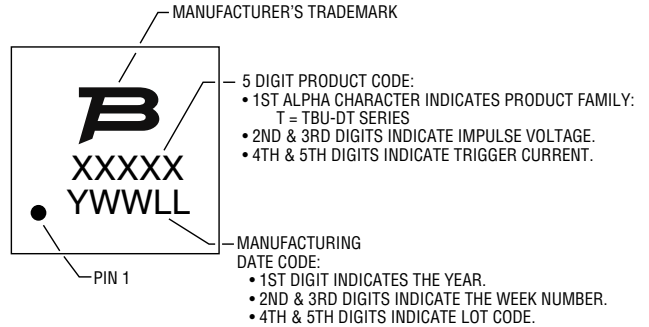 MANUFACTURER'S TRADEMARK
5 DIGIT PRODUCT CODE:
• 1ST ALPHA CHARACTER INDICATES PRODUCT FAMILY:
T = TBU-DT SERIES
• 2ND & 3RD DIGITS INDICATE IMPULSE VOLTAGE.
• 4TH & 5TH DIGITS INDICATE TRIGGER CURRENT.
XXXXX
YWWLL
MANUFACTURING
DATE CODE:
• 1ST DIGIT INDICATES THE YEAR.
• 2ND & 3RD DIGITS INDICATE THE WEEK NUMBER.
• 4TH & 5TH DIGITS INDICATE LOT CODE.
PIN 1